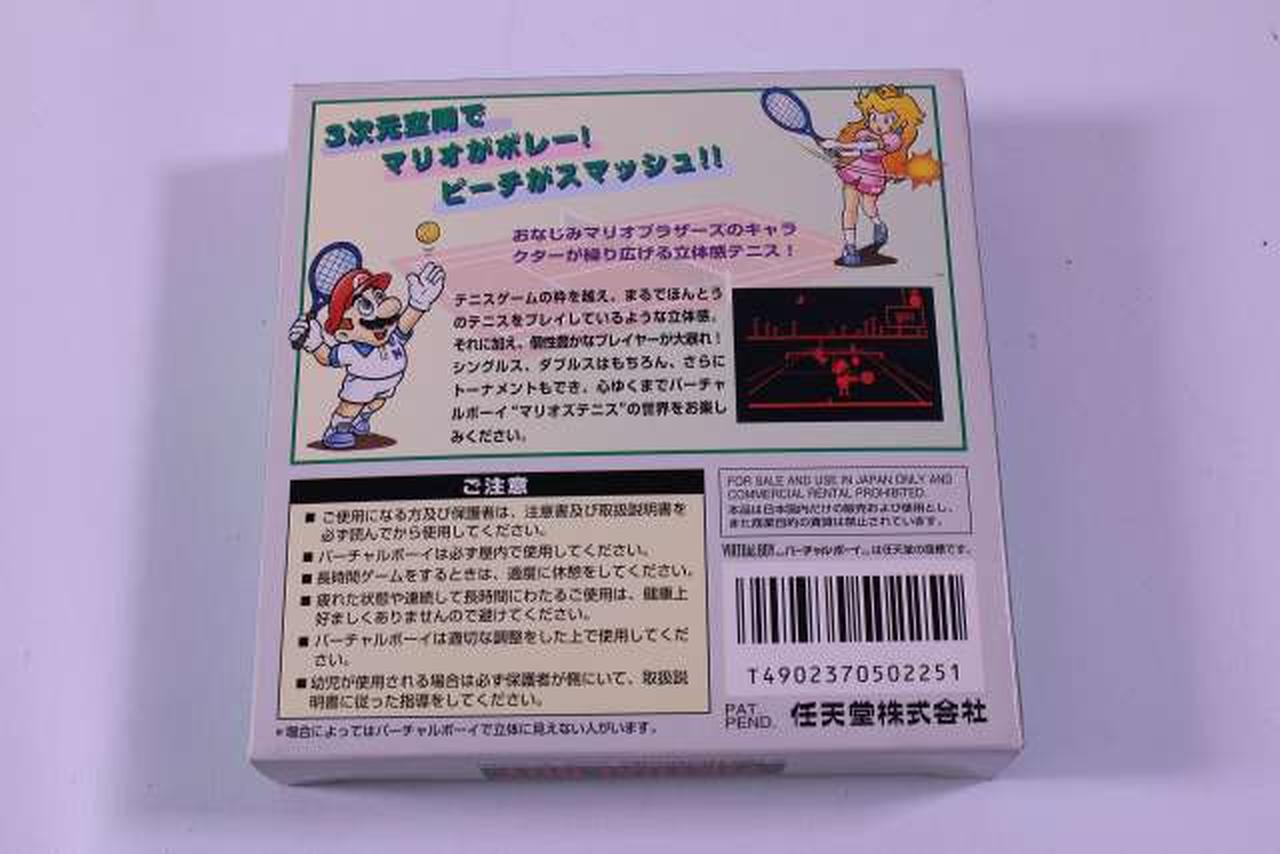 3次元空間で
マリオがボレー!
ピーチがスマッシュ!!
おなじみマリオブラザーズのキャラ
クターが繰り広げる立体感テニス!
テニスゲームの枠を越え、まるでほんとう
のテニスをプレイしているような立体感。
それに加え、個性豊かなプレイヤーが大暴れ!
シングルス、ダブルスはもちろん、さらに
トーナメントもでき、心ゆくまでバーチャ
ルボーイ“マリオズテニス”の世界をお楽し
みください。
ご注意
■ ご使用になる方及び保護者は、注意書及び取扱説明書を
必ず読んでから使用してください。
■ バーチャルボーイは必ず屋内で使用してください。
■ 長時間ゲームをするときは、適度に休憩をしてください。
■ 疲れた状態や連続して長時間にわたるご使用は、健康上
好ましくありませんので避けてください。
■ バーチャルボーイは適切な調整をした上で使用してくだ
さい。
■ 幼児が使用される場合は必ず保護者が側にいて、取扱説
明書に従った指導をしてください。
*場合によってはバーチャルボーイで立体に見えない人がいます。
FOR SALE AND USE IN JAPAN ONLY AND
COMMERCIAL RENTAL PROHIBITED.
本品は日本国内だけの販売および使用とし、
また商業目的の賃貸は禁止されています。
VIRTUAL BOY、バーチャルボーイは任天堂の商標です。
T4902370502251
PAT.
PEND.
任天堂株式会社